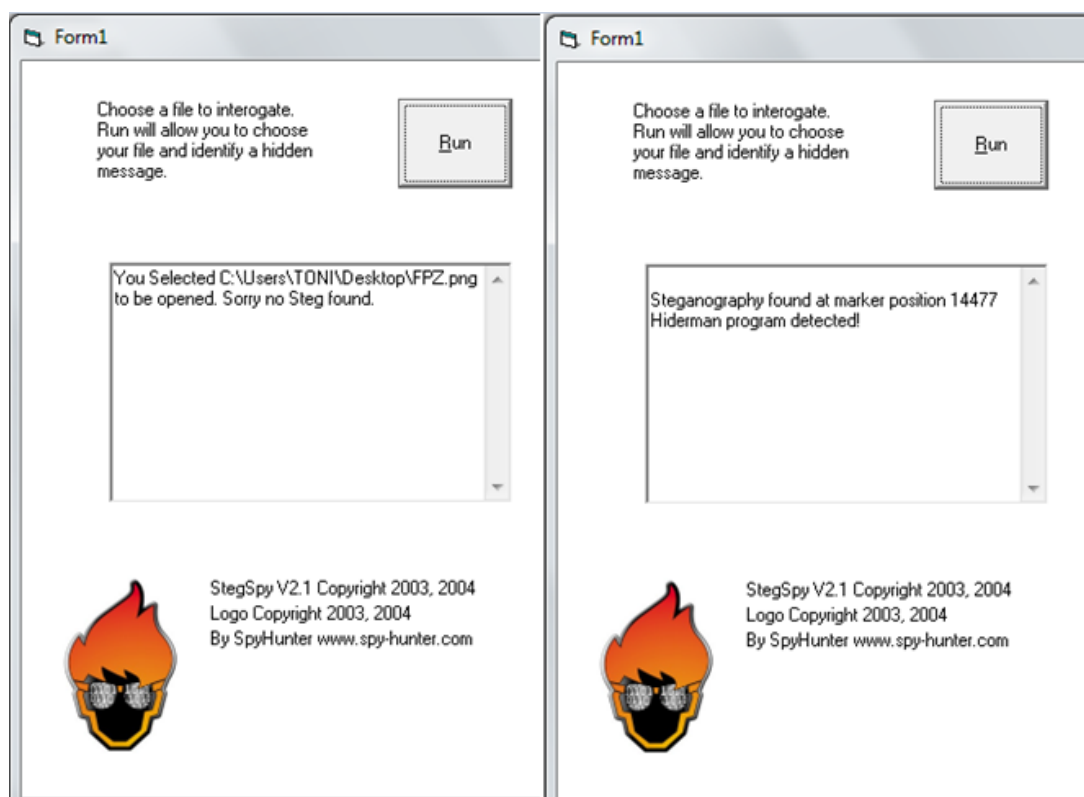 Form1
Choose a file to interogate.
Run will allow you to choose
your file and identify a hidden
message.
Run
You Selected C:\Users\TONI\Desktop\FPZ.png
to be opened. Sorry no Steg found.
StegSpy V2.1 Copyright 2003, 2004
Logo Copyright 2003, 2004
By SpyHunter www.spy-hunter.com
Form1
Choose a file to interogate.
Run will allow you to choose
your file and identify a hidden
message.
Run
Steganography found at marker position 14477
Hiderman program detected!
StegSpy V2.1 Copyright 2003, 2004
Logo Copyright 2003, 2004
By SpyHunter www.spy-hunter.com